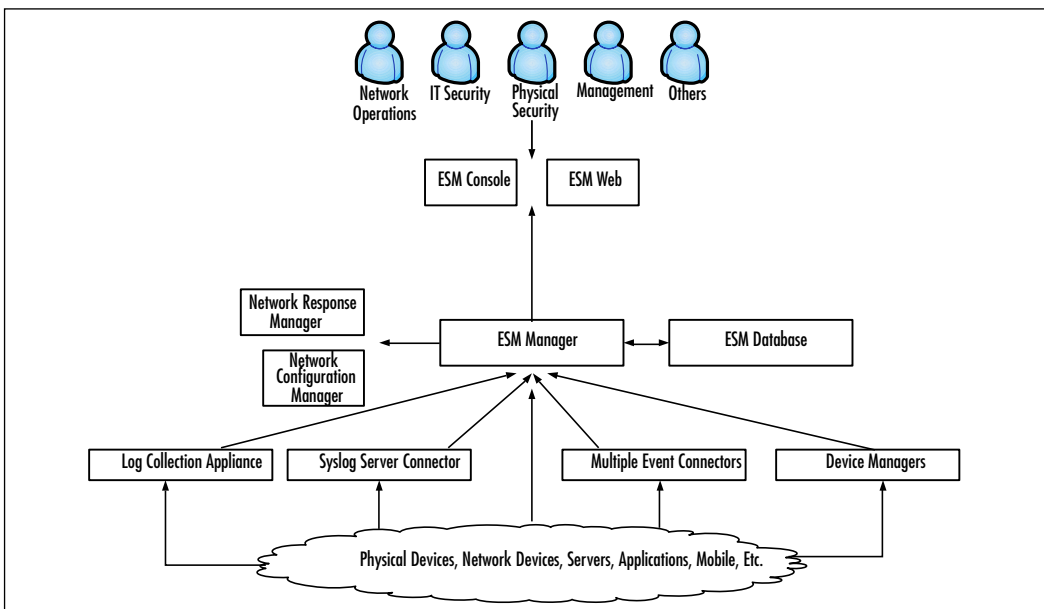 Network
Operations
IT Security
Physical
Security
Management
Others
ESM Console
ESM Web
Network Response
Manager
ESM Manager
ESM Database
Network
Configuration
Manager
Log Collection Appliance
Syslog Server Connector
Multiple Event Connectors
Device Managers
Physical Devices, Network Devices, Servers, Applications, Mobile, Etc.